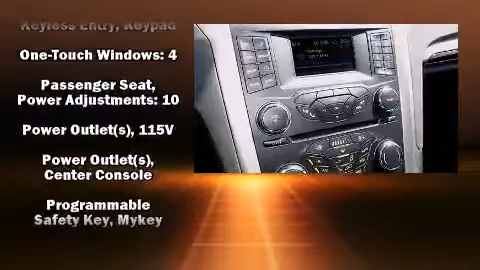 Keyless Entry, Keypad
One-Touch Windows: 4
Passenger Seat,
Power Adjustments: 10
Power Outlet(s), 115V
Power Outlet(s),
Center Console
Programmable
Safety Key, Mykey